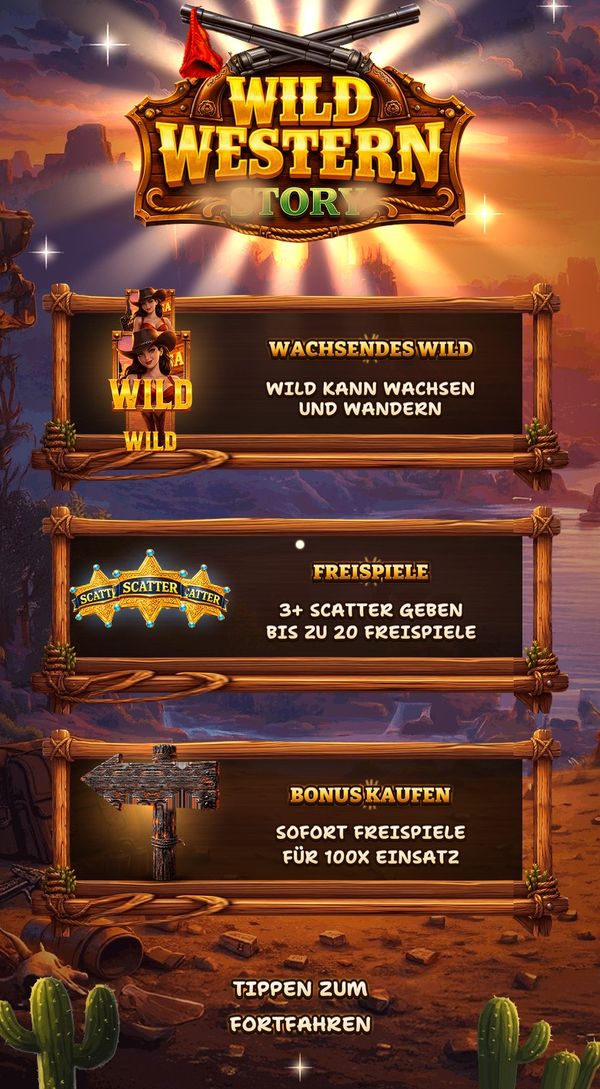 WILD
WESTERN
STORY
WILD
WILD
WACHSENDES WILD
WILD KANN WACHSEN
UND WANDERN
SCATTER
FREISPIELE
3+ SCATTER GEBEN
BIS ZU 20 FREISPIELE
BONUS KAUFEN
SOFORT FREISPIELE
FÜR 100X EINSATZ
TIPPEN ZUM
FORTFAHREN